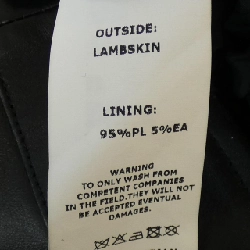 OUTSIDE:
LAMBSKIN
LINING:
95%PL 5%EA
WARNING
TO ONLY WASH FROM
COMPETENT COMPANIES
IN THE FIELD.THEY WILL NOT
BE ACCEPTED EVENTUAL
DAMAGES.